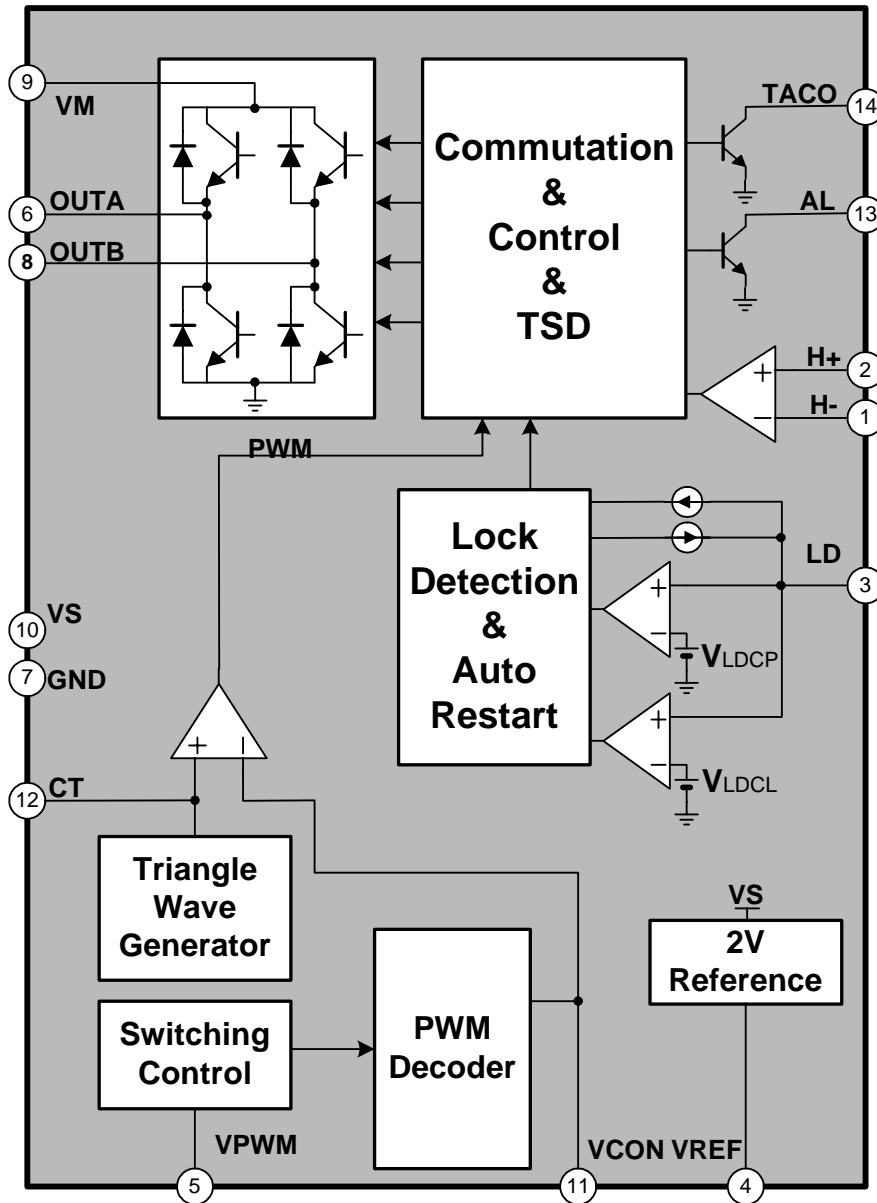 9
VM
TACO
14
Commutation
&
Control
&
TSD
6
OUTA
AL
13
8
OUTB
H+
2
H-
1
PWM
Lock
Detection
&
Auto
Restart
LD
3
VLDCP
VLDCL
VS
10
7
GND
CT
12
Triangle
Wave
Generator
VS
2V
Reference
Switching
Control
PWM
Decoder
VPWM
5
VCON VREF
11
4